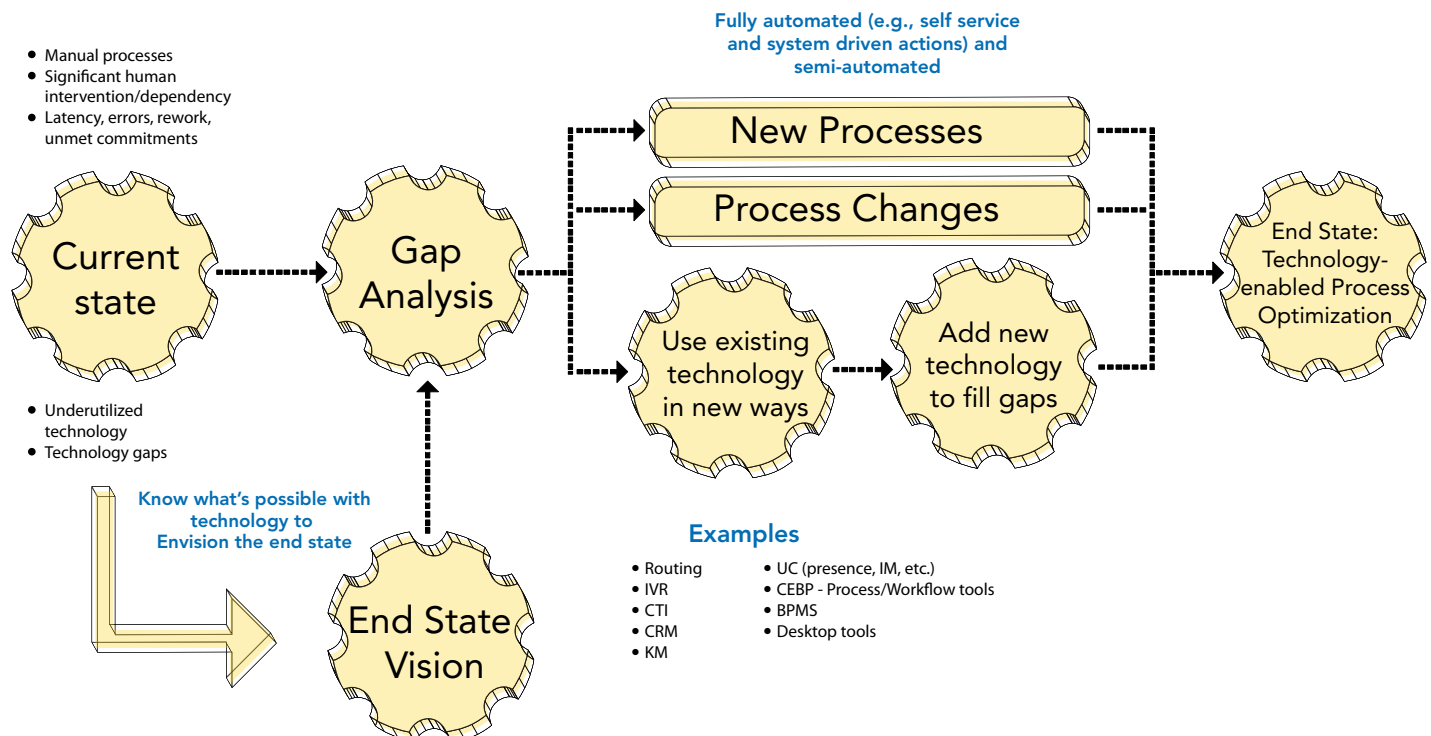 • Manual processes
• Significant human
intervention/dependency
• Latency, errors, rework,
unmet commitments
Current
state
• Underutilized
technology
• Technology gaps
Know what's possible with
technology to
Envision the end state
End State
Vision
Gap
Analysis
Fully automated (e.g., self service
and system driven actions) and
semi-automated
New Processes
Process Changes
Use existing
technology
in new ways
Add new
technology
to fill gaps
End State:
Technology-
enabled Process
Optimization
Examples
• Routing
• IVR
• CTI
• CRM
• KM
• UC (presence, IM, etc.)
• CEBP - Process/Workflow tools
• BPMS
• Desktop tools